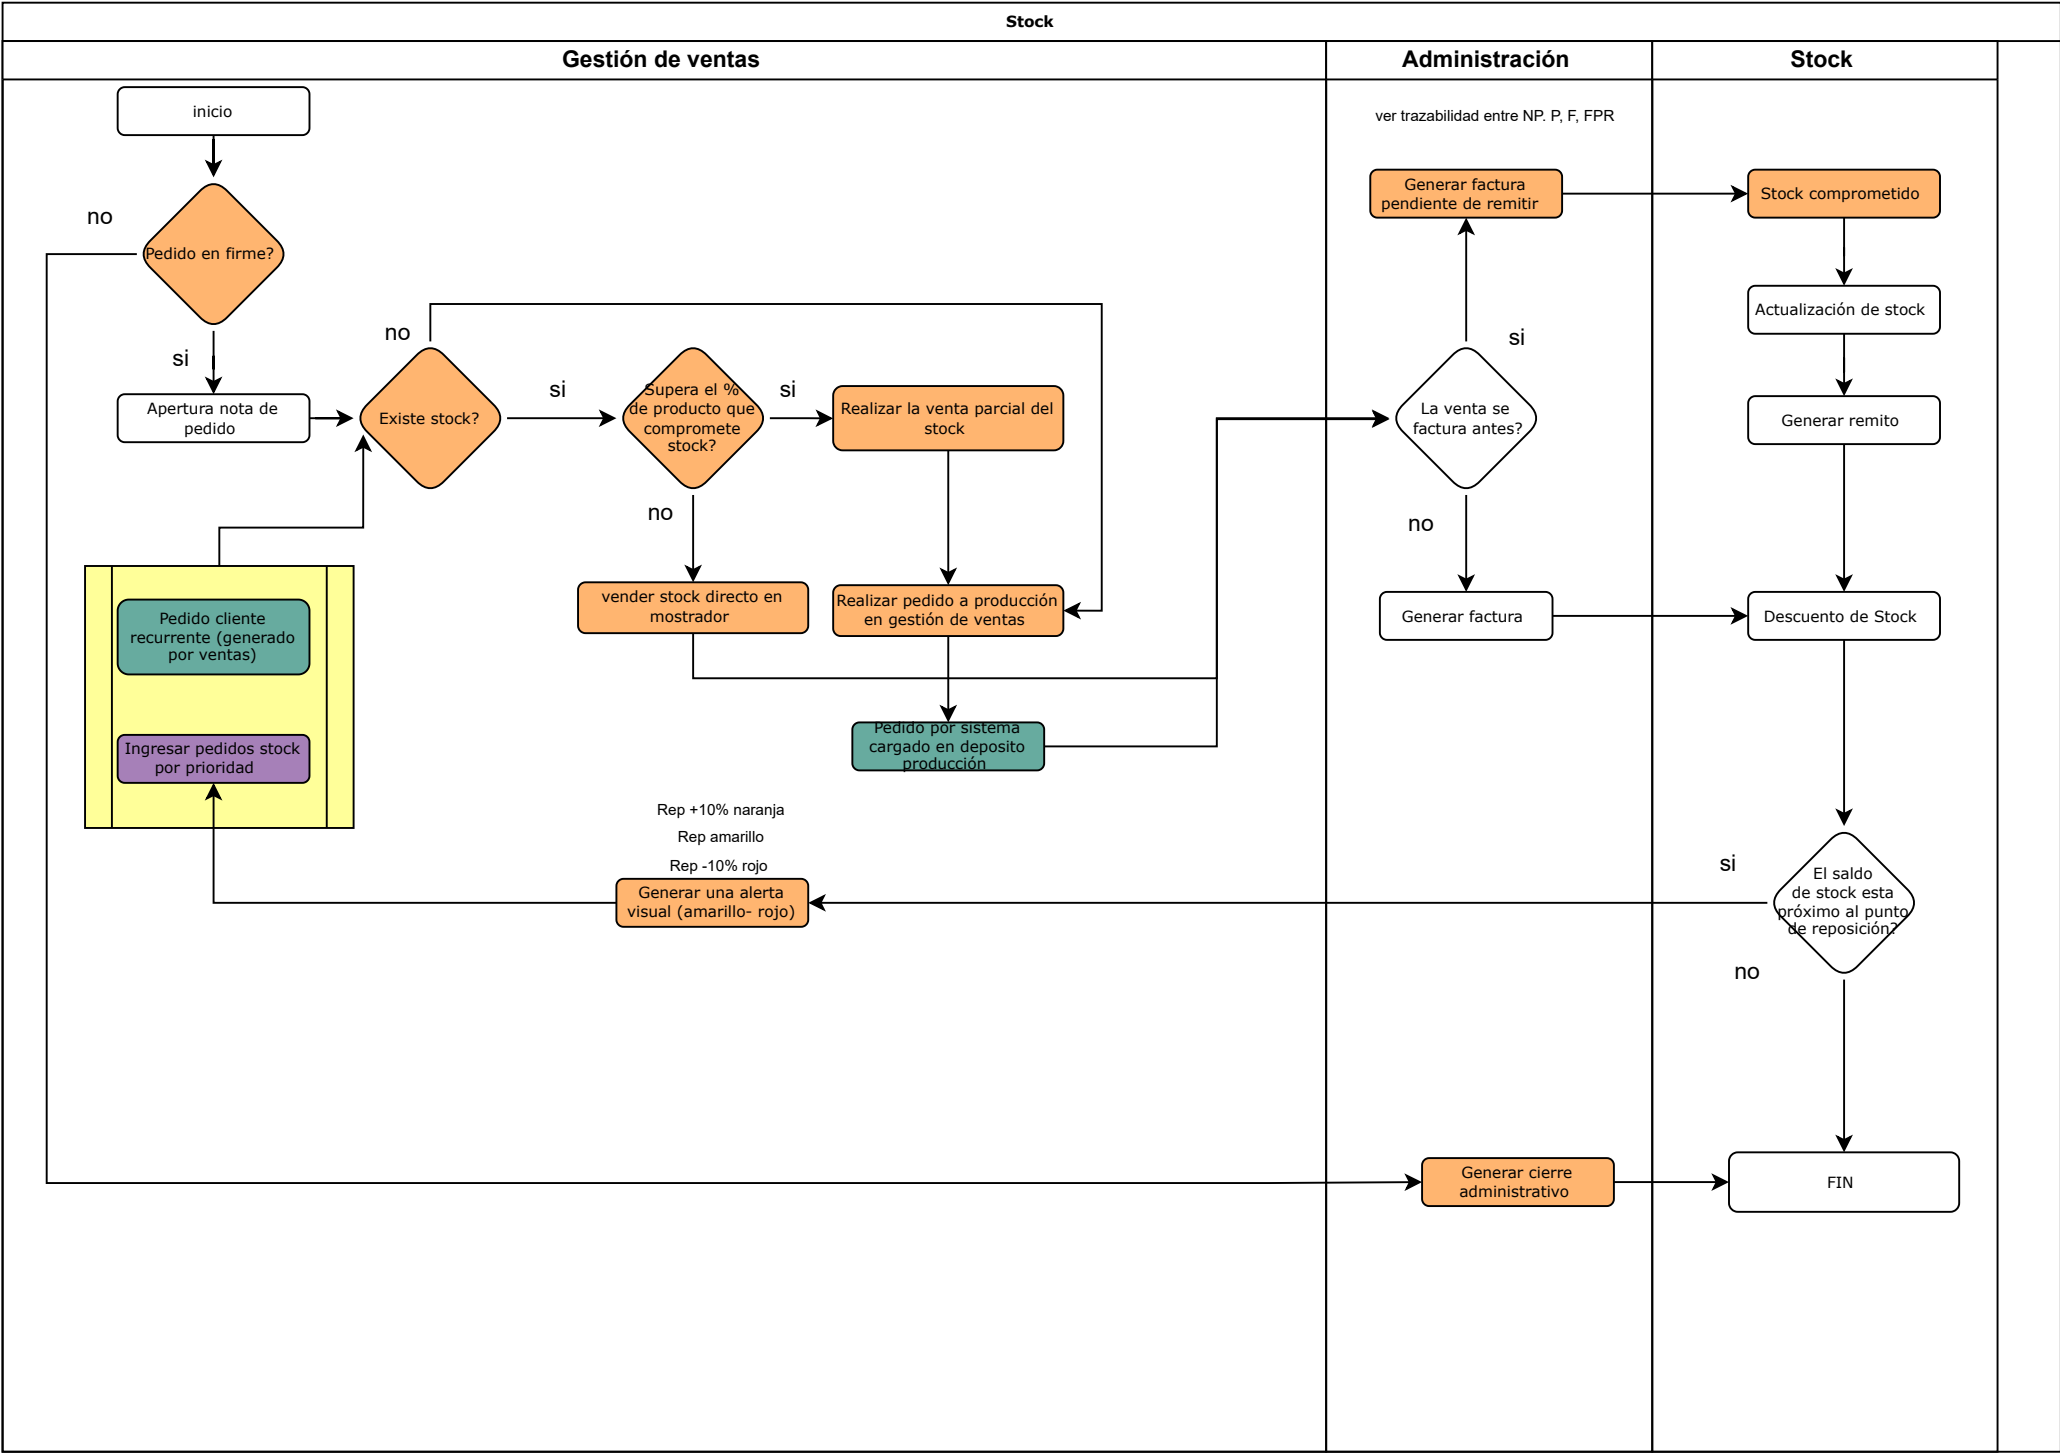 Stock
Gestión de ventas
Administración
Stock
inicio
ver trazabilidad entre NP. P, F, FPR
Generar factura
pendiente de remitir
Stock comprometido
no
Pedido en firme?
Actualización de stock
no
si
si
Apertura nota de
pedido
Existe stock?
si
Supera el %
de producto que
compromete
stock?
si
Realizar la venta parcial del
stock
La venta se
factura antes?
Generar remito
no
no
vender stock directo en
mostrador
Realizar pedido a producción
en gestión de ventas
Generar factura
Descuento de Stock
Pedido cliente
recurrente (generado
por ventas)
Pedido por sistema
cargado en deposito
producción
Ingresar pedidos stock
por prioridad
Rep +10% naranja
Rep amarillo
Rep -10% rojo
Generar una alerta
visual (amarillo- rojo)
si
El saldo
de stock esta
próximo al punto
de reposición?
no
Generar cierre
administrativo
FIN